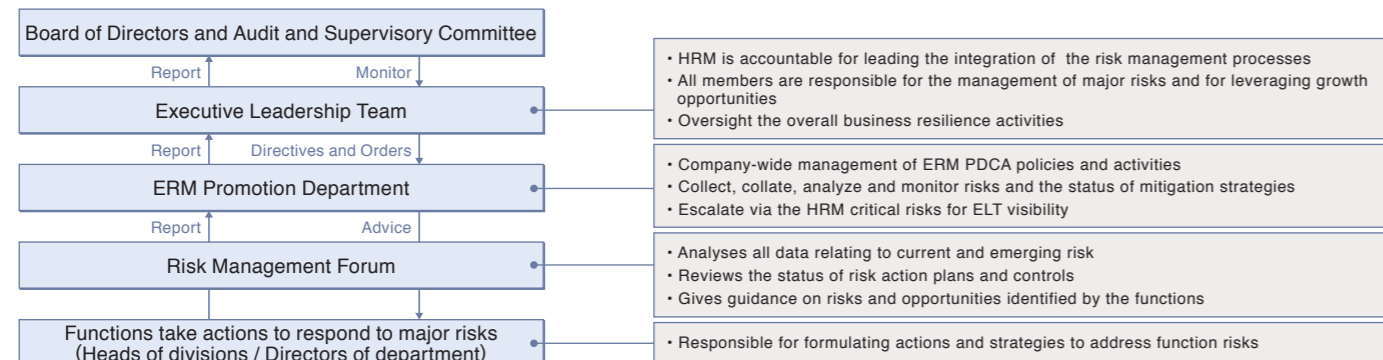 Board of Directors and Audit and Supervisory Committee
Report
Monitor
Executive Leadership Team
• HRM is accountable for leading the integration of the risk management processes
• All members are responsible for the management of major risks and for leveraging growth
opportunities
• Oversight the overall business resilience activities
Report
Directives and Orders
ERM Promotion Department
• Company-wide management of ERM PDCA policies and activities
• Collect, collate, analyze and monitor risks and the status of mitigation strategies
• Escalate via the HRM critical risks for ELT visibility
Report
Advice
Risk Management Forum
• Analyses all data relating to current and emerging risk
• Reviews the status of risk action plans and controls
• Gives guidance on risks and opportunities identified by the functions
Functions take actions to respond to major risks
(Heads of divisions / Directors of department)
• Responsible for formulating actions and strategies to address function risks